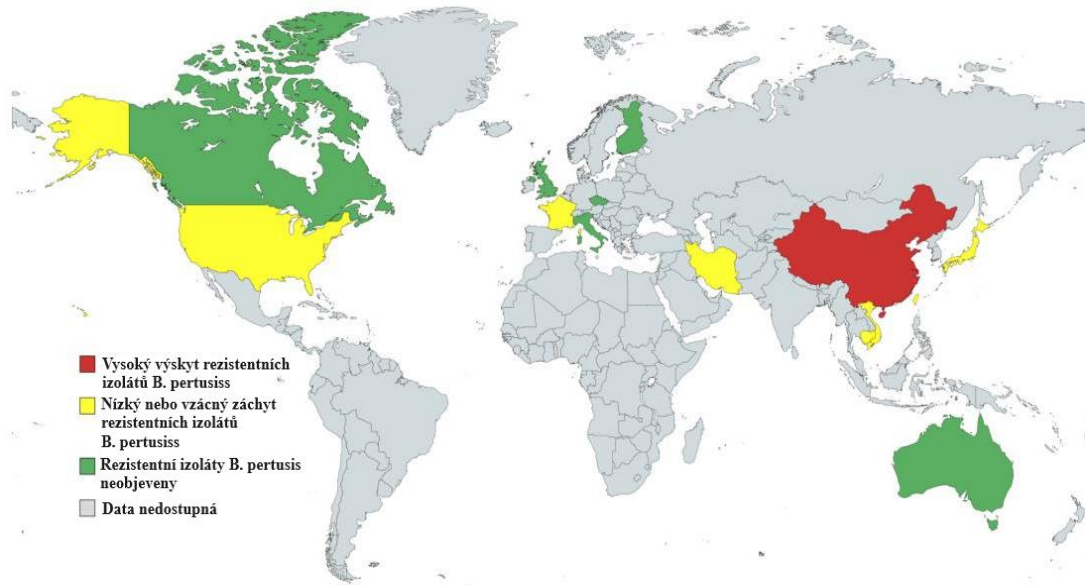 Vysoký výskyt rezistentních
izolátů B. pertusiss
Nízký nebo vzácný záchyt
rezistentních izolátů
B. pertusiss
Rezistentní izoláty B. pertusis
neobjeveny
Data nedostupná